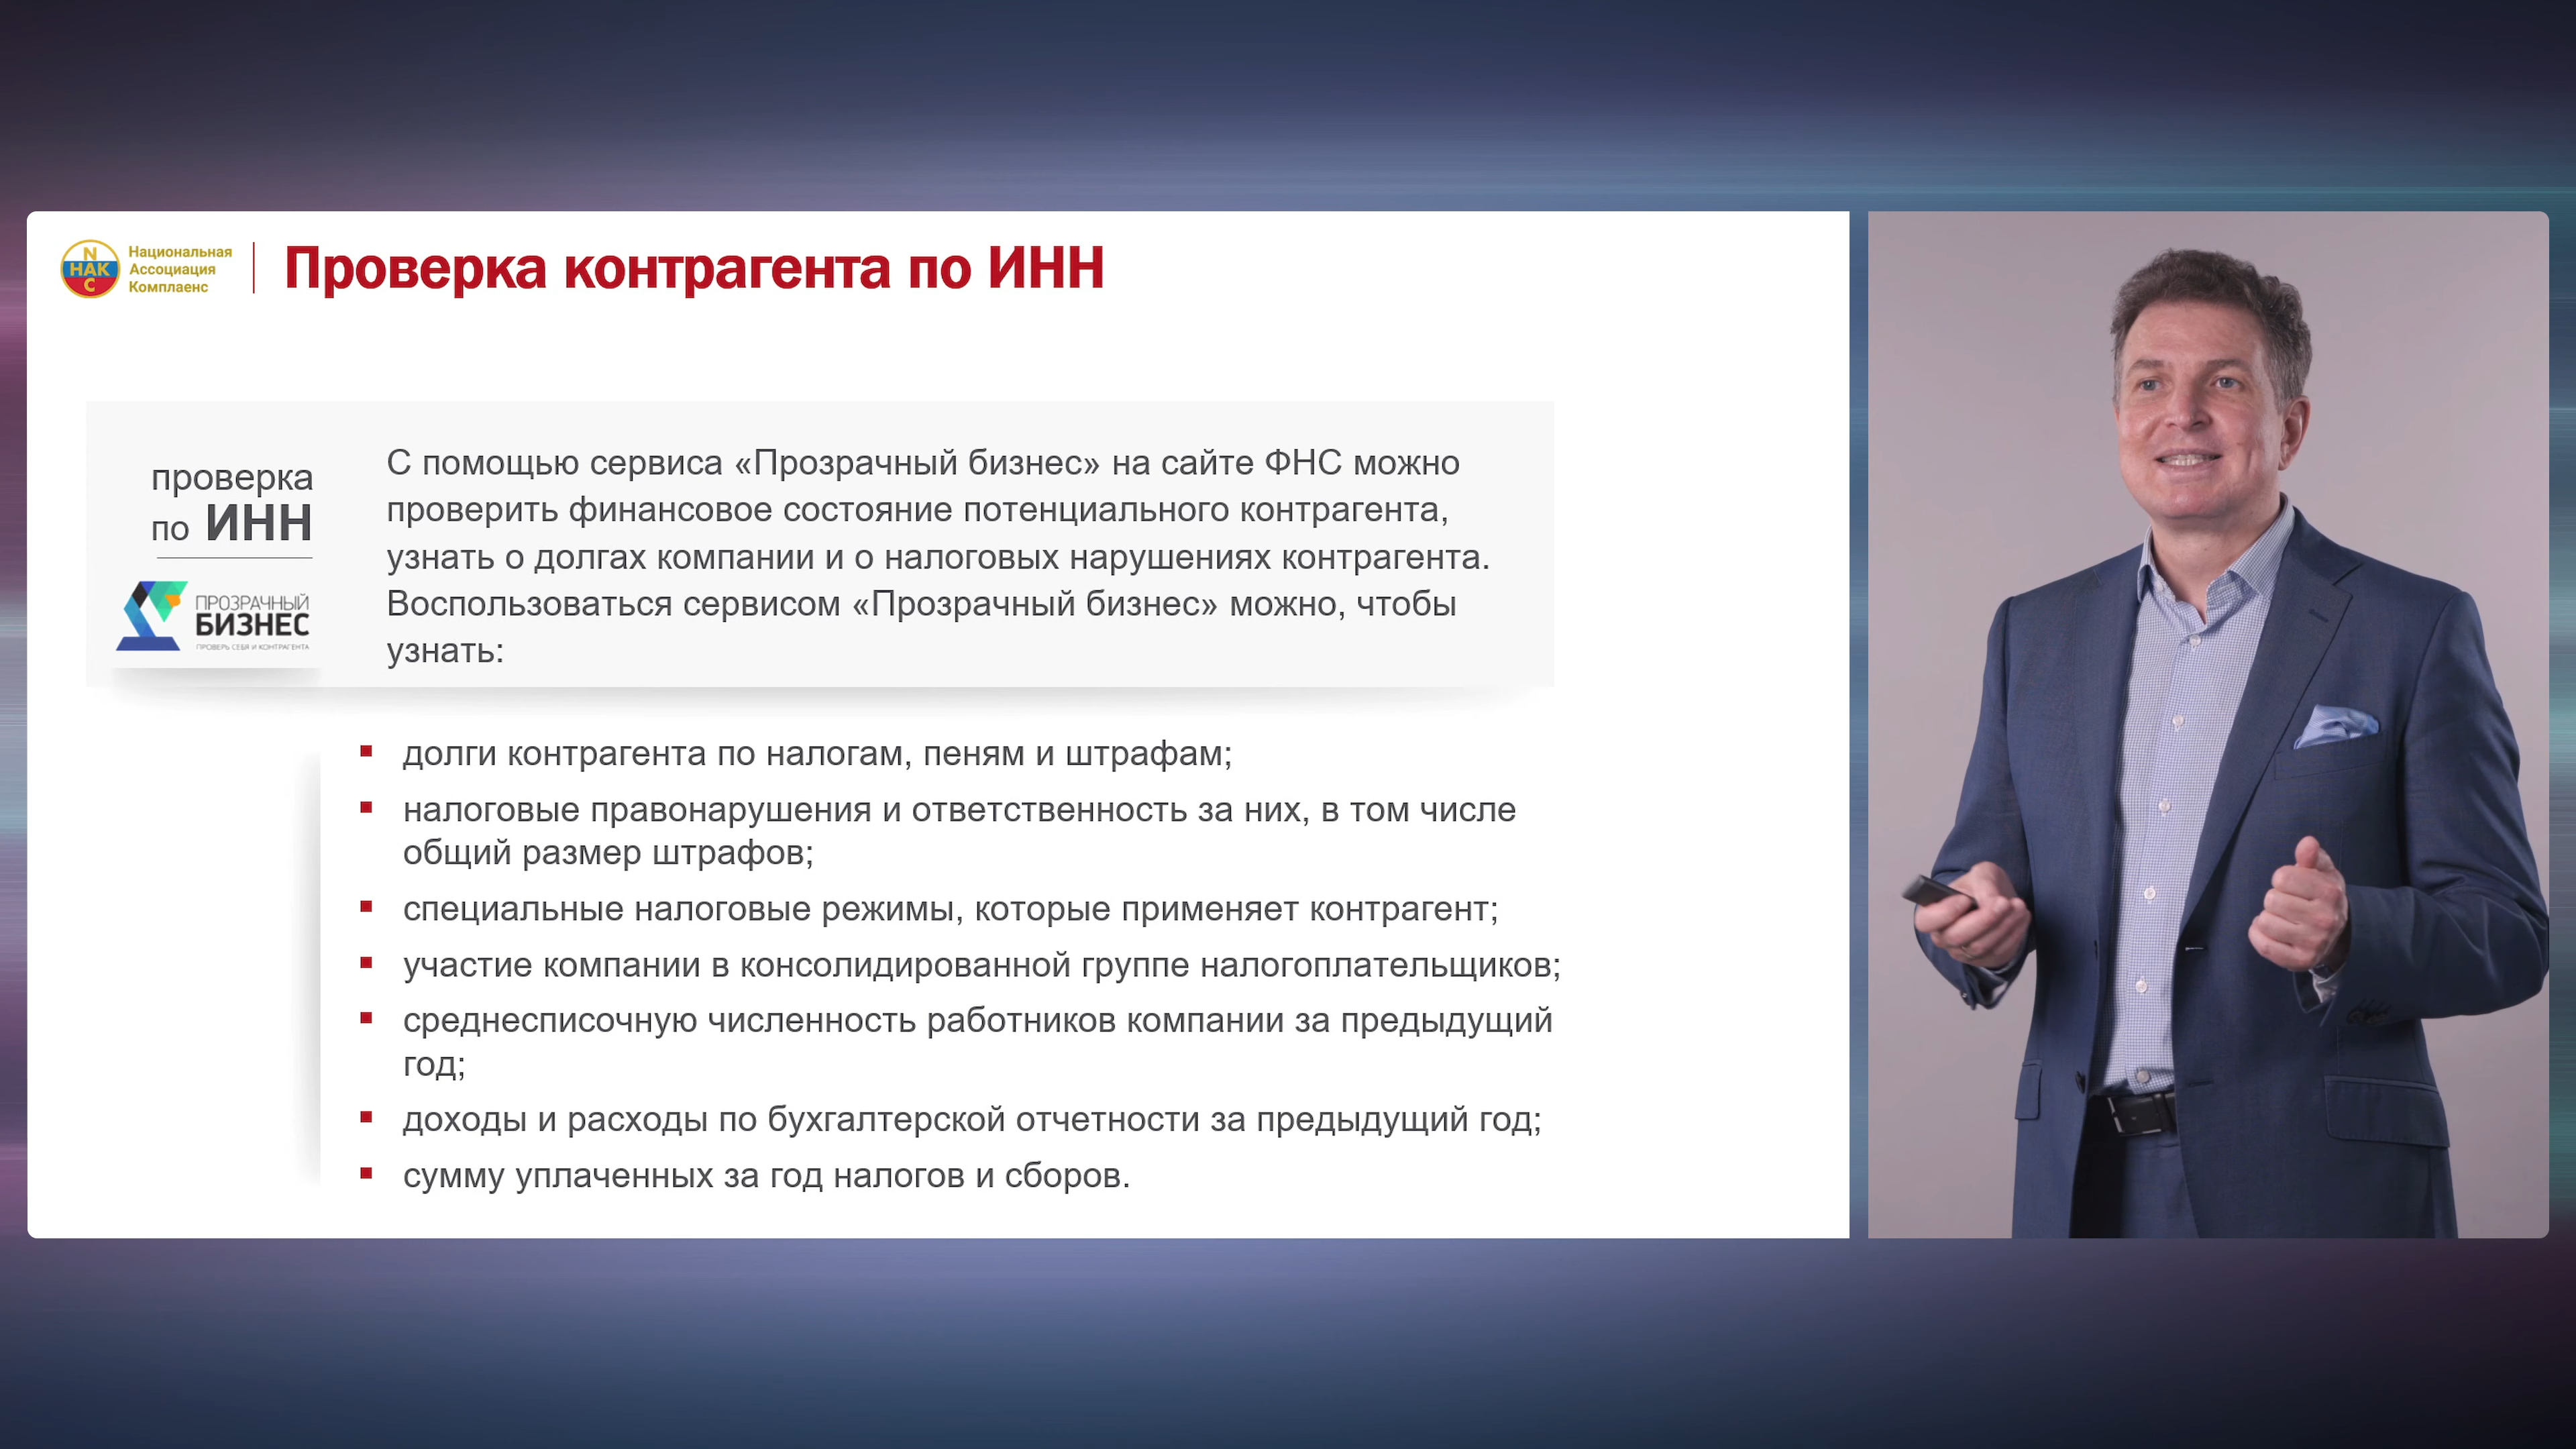 N
НАК
C
Национальная
Ассоциация
Комплаенс
Проверка контрагента по ИНН
проверка
по ИНН
ПРОЗРАЧНЫЙ
БИЗНЕС
ПРОВЕРЬ СЕБЯ И КОНТРАГЕНТА
С помощью сервиса «Прозрачный бизнес» на сайте ФНС можно
проверить финансовое состояние потенциального контрагента,
узнать о долгах компании и о налоговых нарушениях контрагента.
Воспользоваться сервисом «Прозрачный бизнес» можно, чтобы
узнать:
долги контрагента по налогам, пеням и штрафам;
налоговые правонарушения и ответственность за них, в том числе
общий размер штрафов;
специальные налоговые режимы, которые применяет контрагент;
участие компании в консолидированной группе налогоплательщиков;
среднесписочную численность работников компании за предыдущий
год;
доходы и расходы по бухгалтерской отчетности за предыдущий год;
сумму уплаченных за год налогов и сборов.